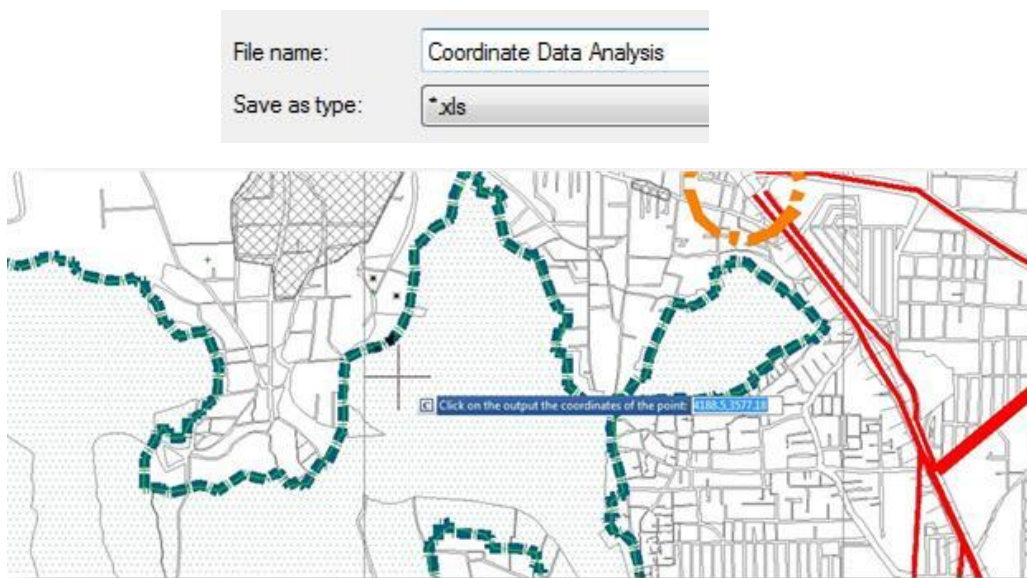 File name:
Coordinate Data Analysis
Save as type:
*.xls
Click on the output the coordinates of the point: